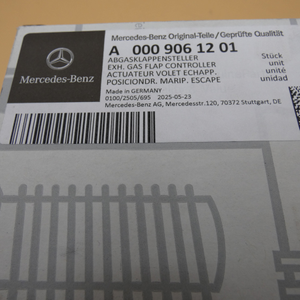 Mercedes-Benz
Mercedes-Benz Original-Teile/Geprüfte Qualität
A 000 906 12 01
ABGASKLAPPENSTELLER Stück
EXH. GAS FLAP CONTROLLER unit
ACTUATEUR VOLET ECHAPP. unité
POSICIONDR. MARIP. ESCAPE unidad
Made in GERMANY
0100/2505/695 2025-05-23
Mercedes-Benz AG, Mercedesstr.120, 70372 Stuttgart, DE